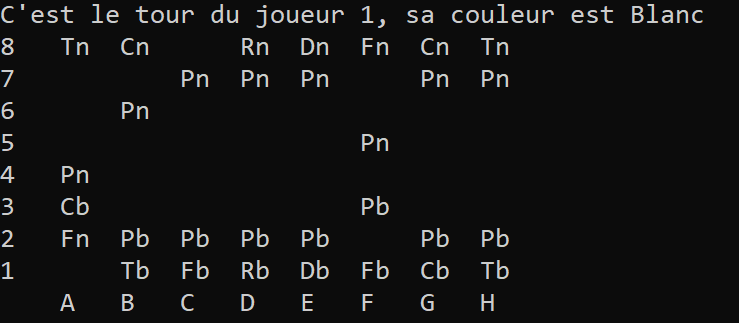 C'est le tour du joueur 1, sa couleur est Blanc
8 Tn Cn Rn Dn Fn Cn Tn
7 Pn Pn Pn Pn Pn
6 Pn
5 Pn
4 Pn
3 Cb Pb
2 Fn Pb Pb Pb Pb Pb Pb
1 Tb Fb Rb Db Fb Cb Tb
A B C D E F G H